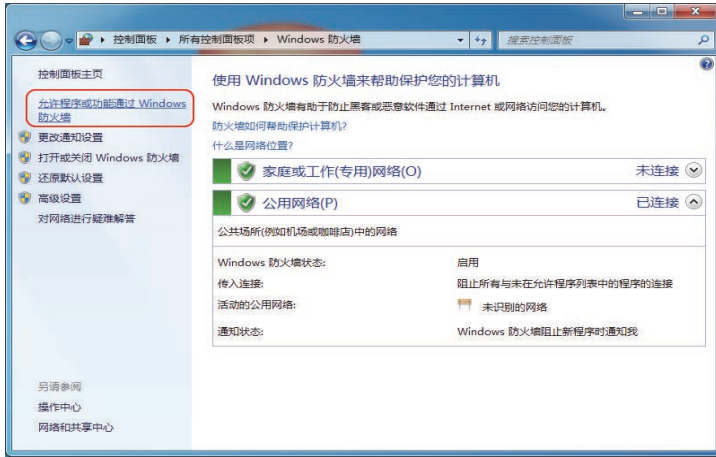 控制面板 ▸ 所有控制面板项 ▸ Windows 防火墙
搜索控制面板
控制面板主页
允许程序或功能通过 Windows
防火墙
更改通知设置
打开或关闭 Windows 防火墙
还原默认设置
高级设置
对网络进行疑难解答
另请参阅
操作中心
网络和共享中心
使用 Windows 防火墙来帮助保护您的计算机
Windows 防火墙有助于防止黑客或恶意软件通过 Internet 或网络访问您的计算机。
防火墙如何帮助保护计算机?
什么是网络位置?
家庭或工作(专用)网络(O) 未连接
公用网络(P) 已连接
公共场所(例如机场或咖啡店)中的网络
Windows 防火墙状态: 启用
传入连接: 阻止所有与未在允许程序列表中的程序的连接
活动的公用网络: 未识别的网络
通知状态: Windows 防火墙阻止新程序时通知我